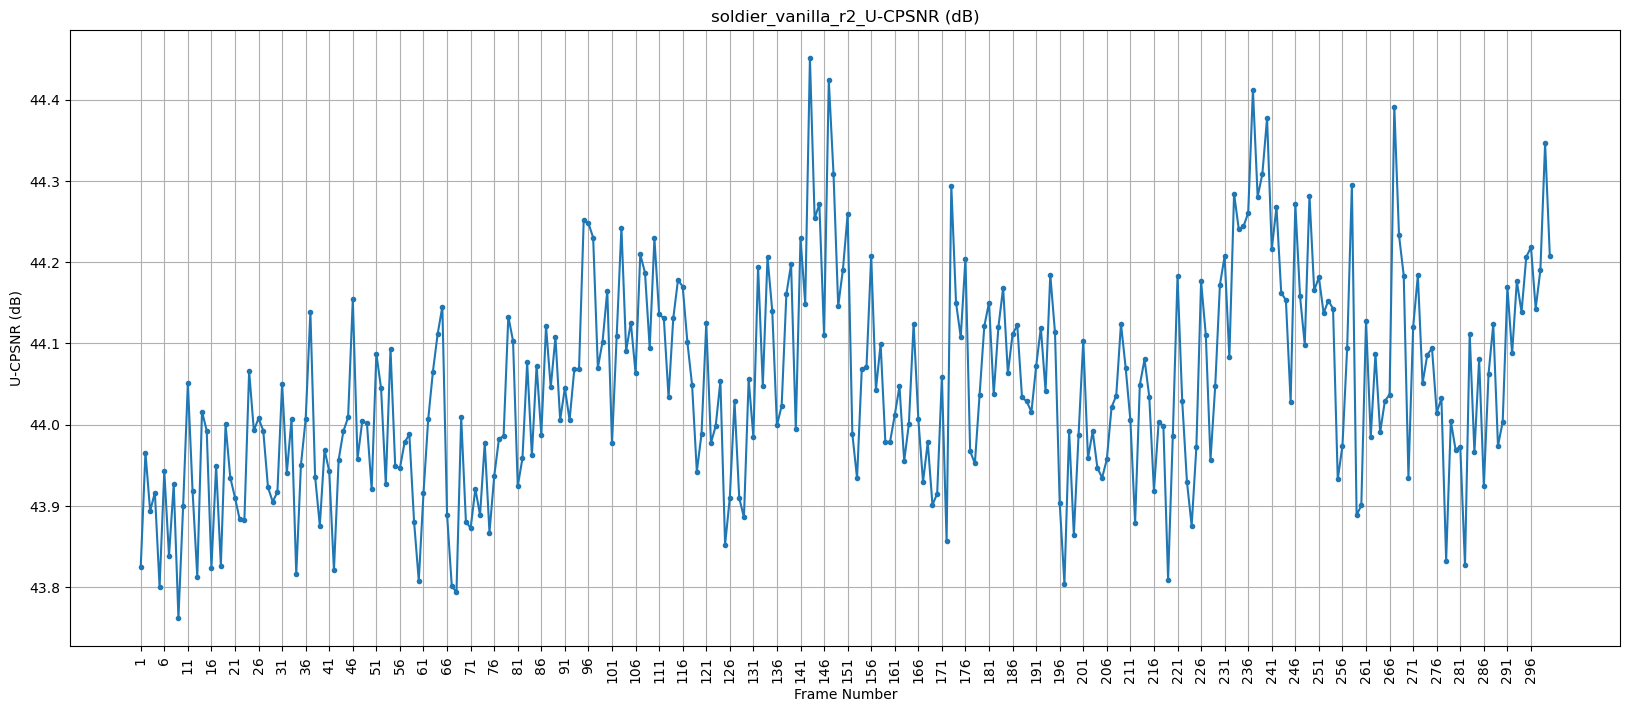 soldier_vanilla_r2_U-CPSNR (dB)
U-CPSNR (dB)
44.4
44.3
44.2
44.1
44.0
43.9
43.8
1 6 11 16 21 26 31 36 41 46 51 56 61 66 71 76 81 86 91 96 101 106 111 116 121 126 131 136 141 146 151 156 161 166 171 176 181 186 191 196 201 206 211 216 221 226 231 236 241 246 251 256 261 266 271 276 281 286 291 296
Frame Number